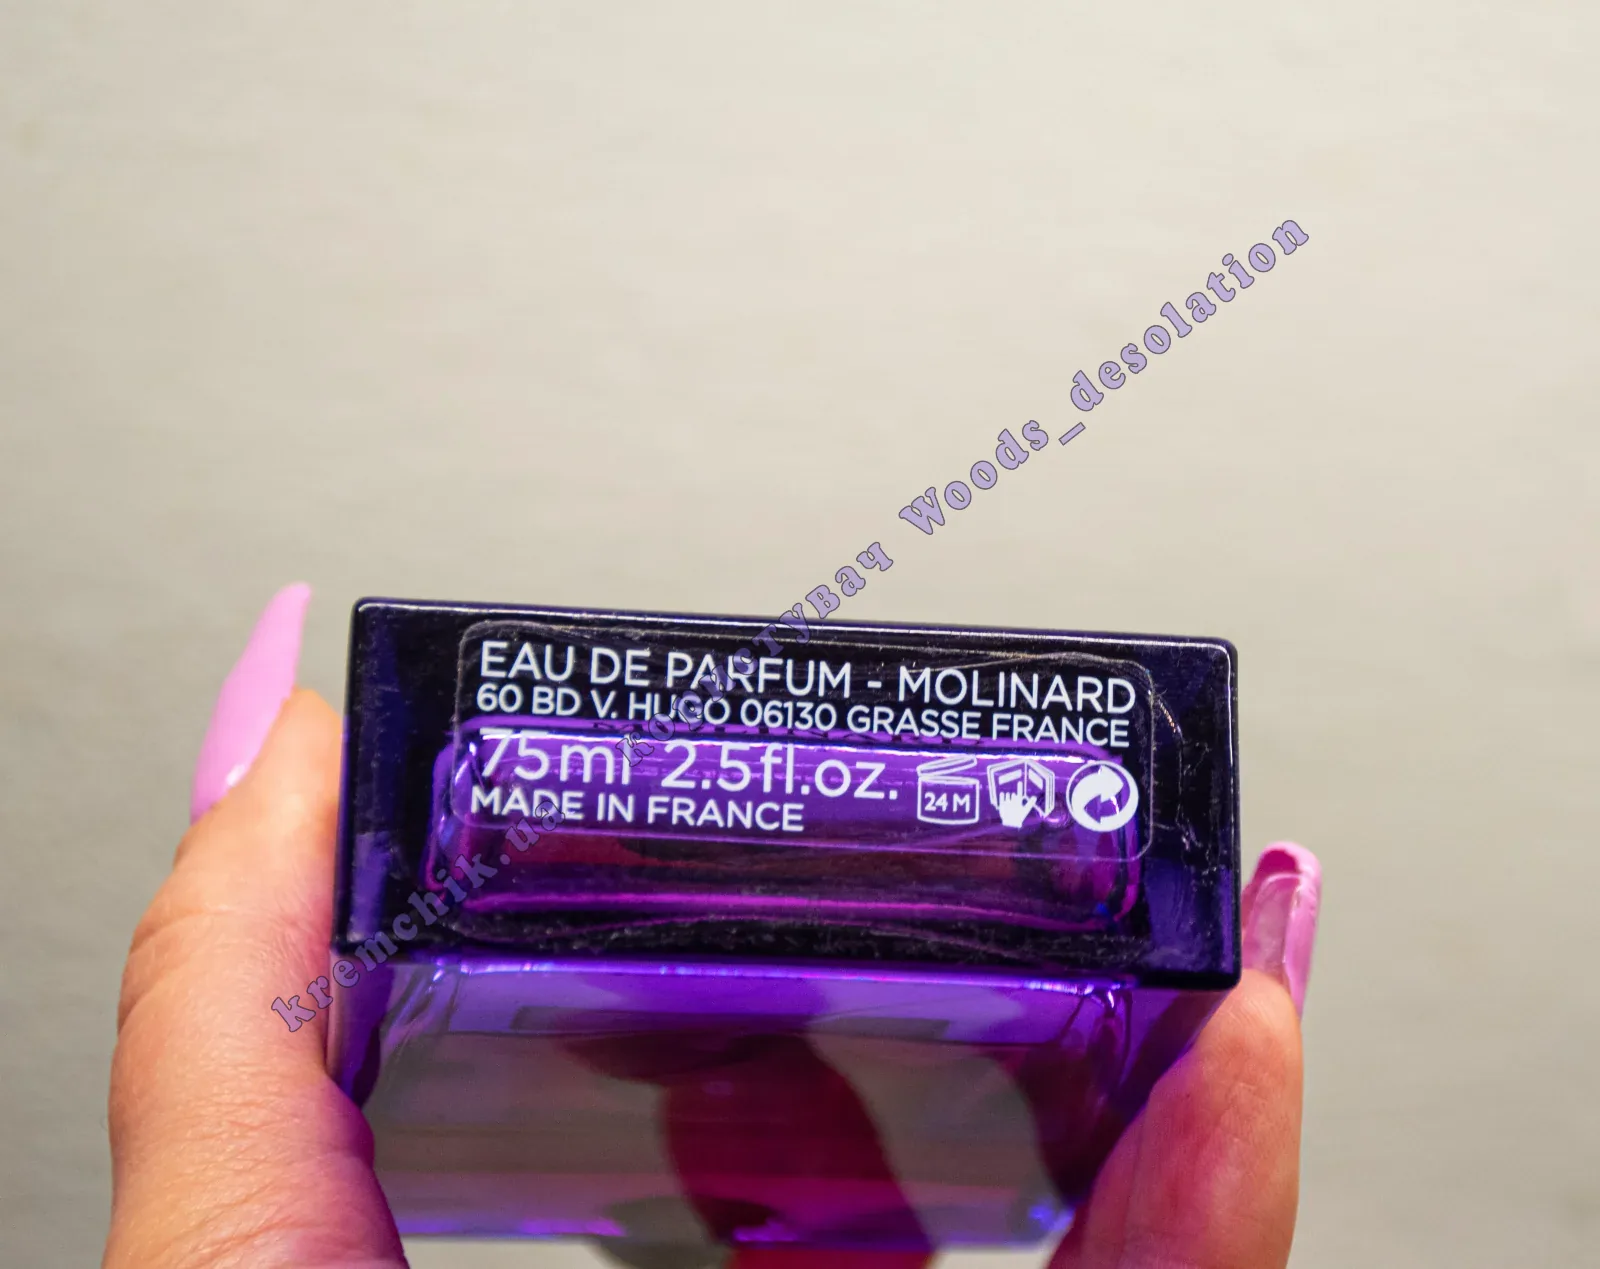 EAU DE PARFUM - MOLINARD
60 BD V. HUGO 06130 GRASSE FRANCE
75ml 2.5fl.oz.
24 M
MADE IN FRANCE
kremchik.ua користувач Woods_desolation